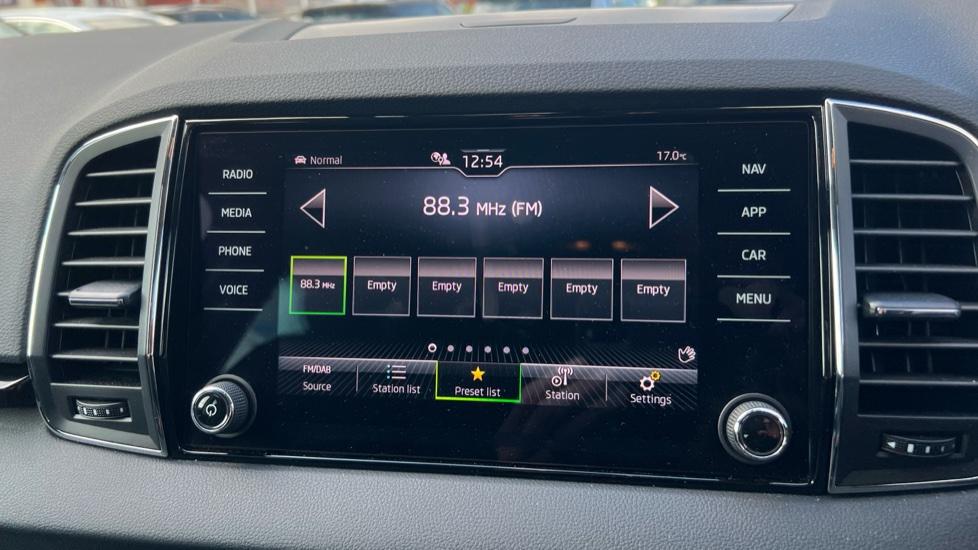 RADIO
MEDIA
PHONE
VOICE
Normal
12:54
17.0°C
88.3 MHz (FM)
88.3 MHz
Empty
Empty
Empty
Empty
Empty
FM/DAB
Source
Station list
Preset list
Station
Settings
NAV
APP
CAR
MENU